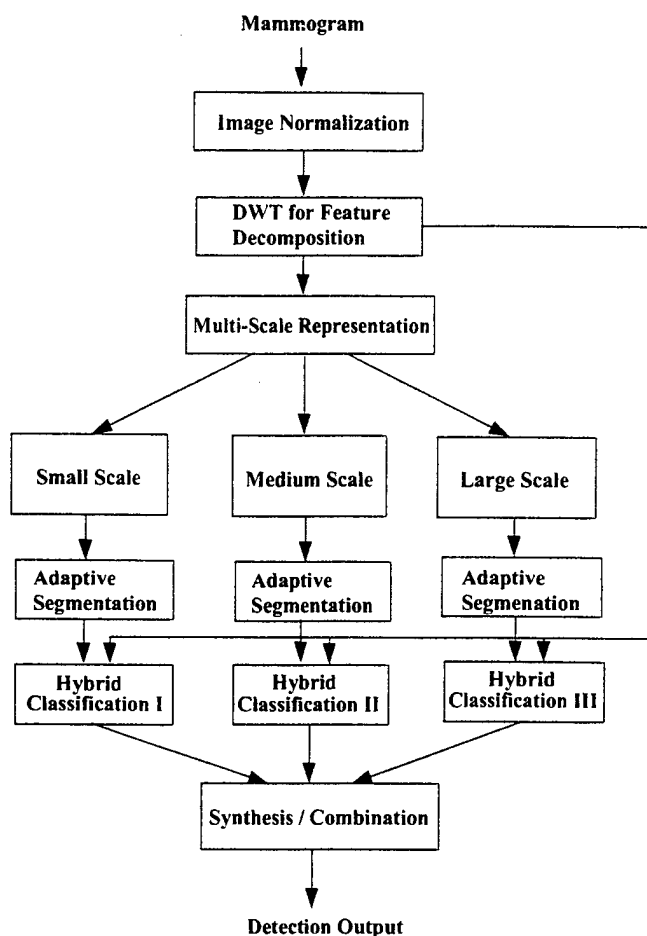 Mammogram
Image Normalization
DWT for Feature
Decomposition
Multi-Scale Representation
Small Scale
Medium Scale
Large Scale
Adaptive
Segmentation
Adaptive
Segmentation
Adaptive
Segmenation
Hybrid
Classification I
Hybrid
Classification II
Hybrid
Classification III
Synthesis / Combination
Detection Output